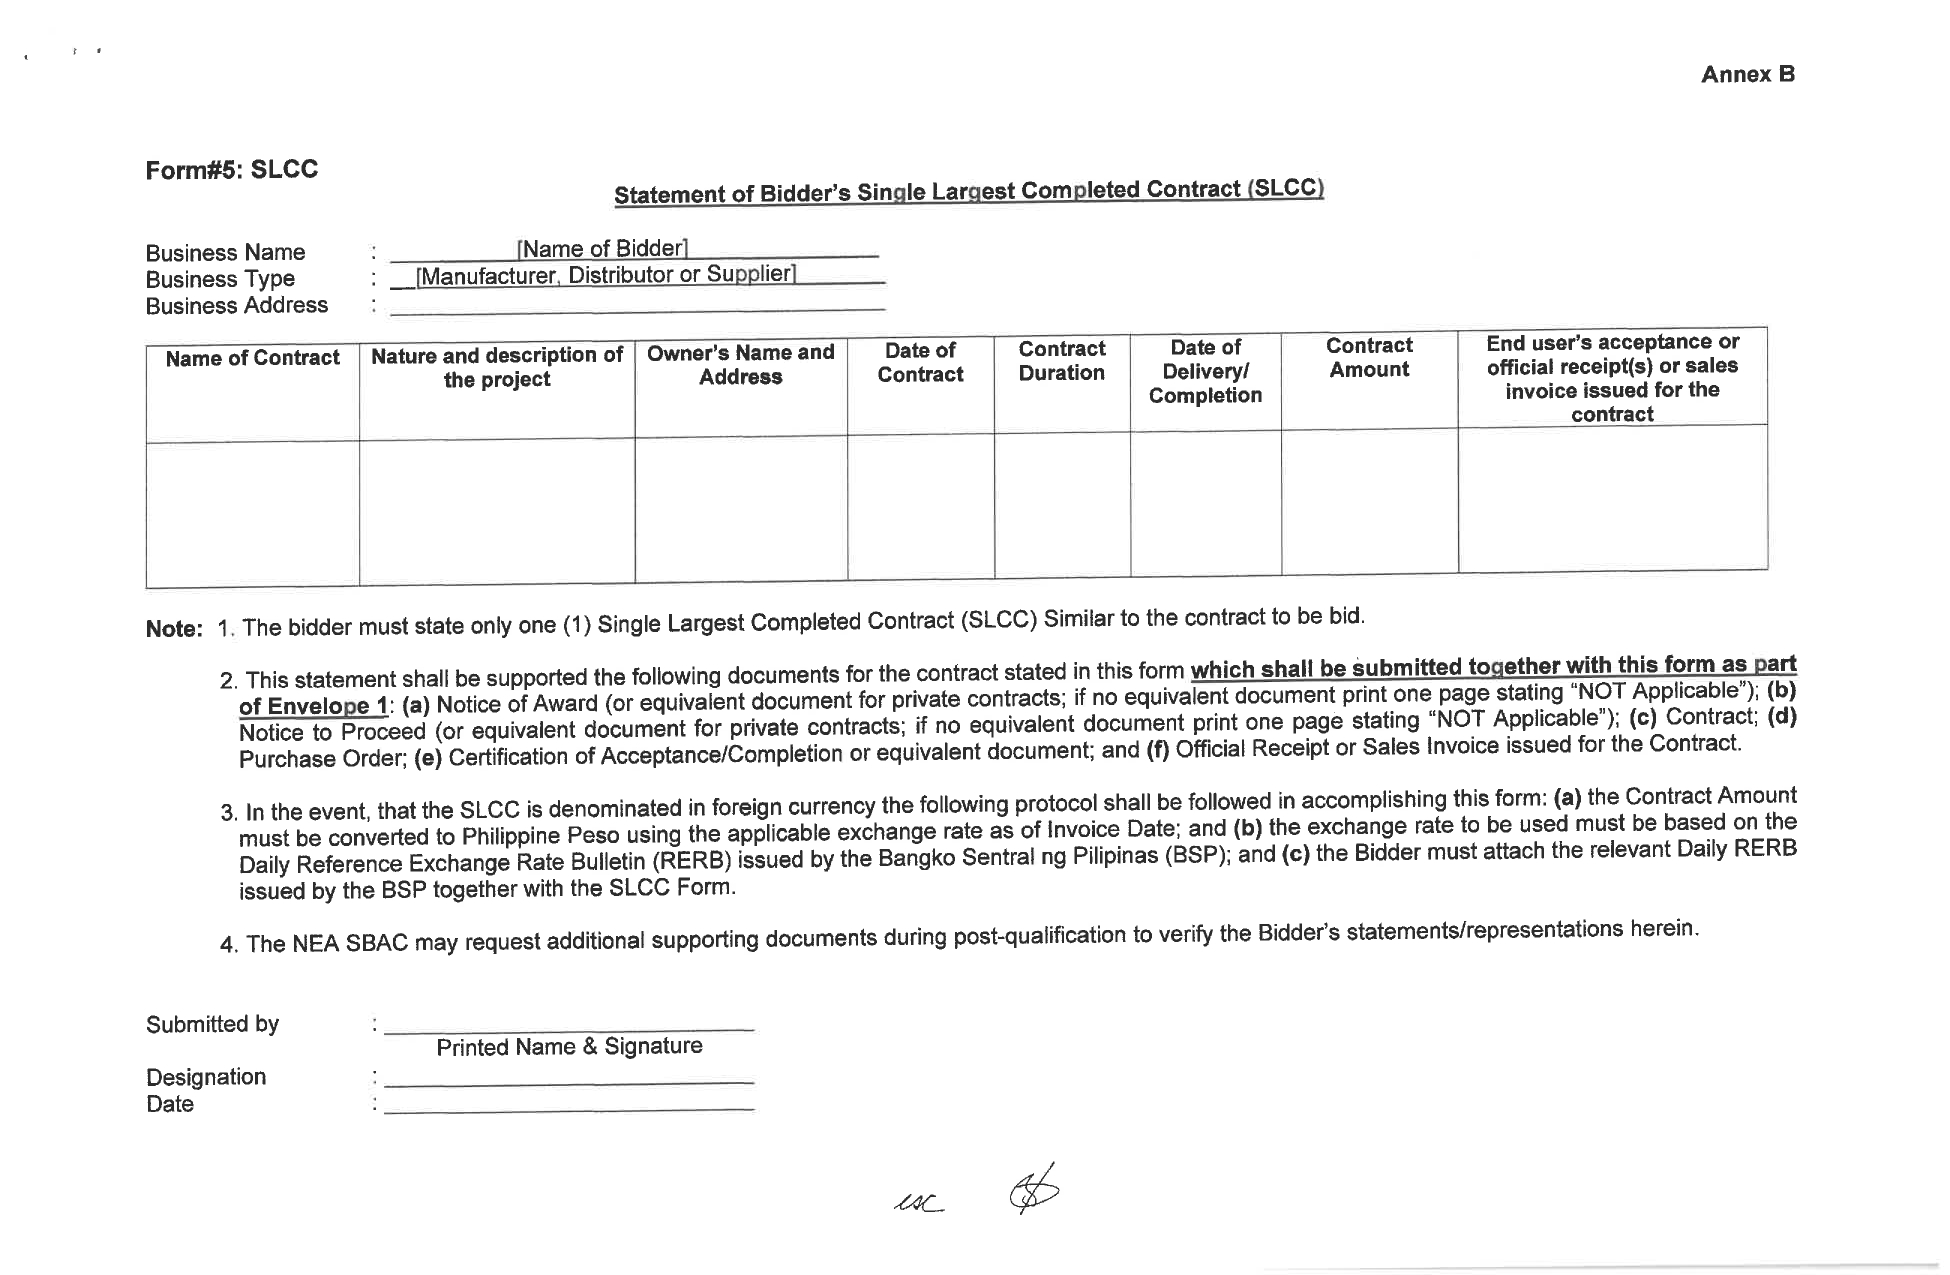 Annex B
Form#5: SLCC
Statement of Bidder's Single Largest Completed Contract (SLCC)
Business Name : [Name of Bidder]
Business Type : [Manufacturer, Distributor or Supplier]
Business Address :
Name of Contract
Nature and description of
the project
Owner's Name and
Address
Date of
Contract
Contract
Duration
Date of
Delivery/
Completion
Contract
Amount
End user's acceptance or
official receipt(s) or sales
invoice issued for the
contract
Note: 1. The bidder must state only one (1) Single Largest Completed Contract (SLCC) Similar to the contract to be bid.
2. This statement shall be supported the following documents for the contract stated in this form which shall be submitted together with this form as part
of Envelope 1: (a) Notice of Award (or equivalent document for private contracts; if no equivalent document print one page stating “NOT Applicable”); (b)
Notice to Proceed (or equivalent document for private contracts; if no equivalent document print one page stating “NOT Applicable”); (c) Contract; (d)
Purchase Order; (e) Certification of Acceptance/Completion or equivalent document; and (f) Official Receipt or Sales Invoice issued for the Contract.
3. In the event, that the SLCC is denominated in foreign currency the following protocol shall be followed in accomplishing this form: (a) the Contract Amount
must be converted to Philippine Peso using the applicable exchange rate as of Invoice Date; and (b) the exchange rate to be used must be based on the
Daily Reference Exchange Rate Bulletin (RERB) issued by the Bangko Sentral ng Pilipinas (BSP); and (c) the Bidder must attach the relevant Daily RERB
issued by the BSP together with the SLCC Form.
4. The NEA SBAC may request additional supporting documents during post-qualification to verify the Bidder's statements/representations herein.
Submitted by :
Printed Name & Signature
Designation :
Date :